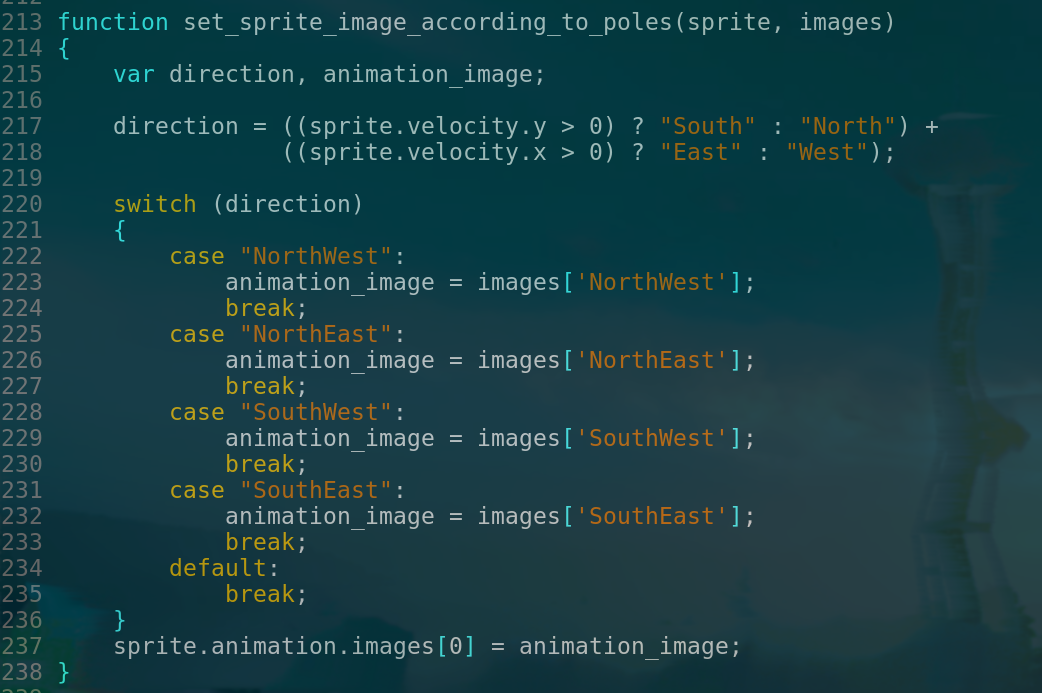 213 function set_sprite_image_according_to_poles(sprite, images)
214 {
215     var direction, animation_image;
216
217     direction = ((sprite.velocity.y > 0) ? "South" : "North") +
218                 ((sprite.velocity.x > 0) ? "East" : "West");
219
220     switch (direction)
221     {
222         case "NorthWest":
223             animation_image = images['NorthWest'];
224             break;
225         case "NorthEast":
226             animation_image = images['NorthEast'];
227             break;
228         case "SouthWest":
229             animation_image = images['SouthWest'];
230             break;
231         case "SouthEast":
232             animation_image = images['SouthEast'];
233             break;
234         default:
235             break;
236     }
237     sprite.animation.images[0] = animation_image;
238 }